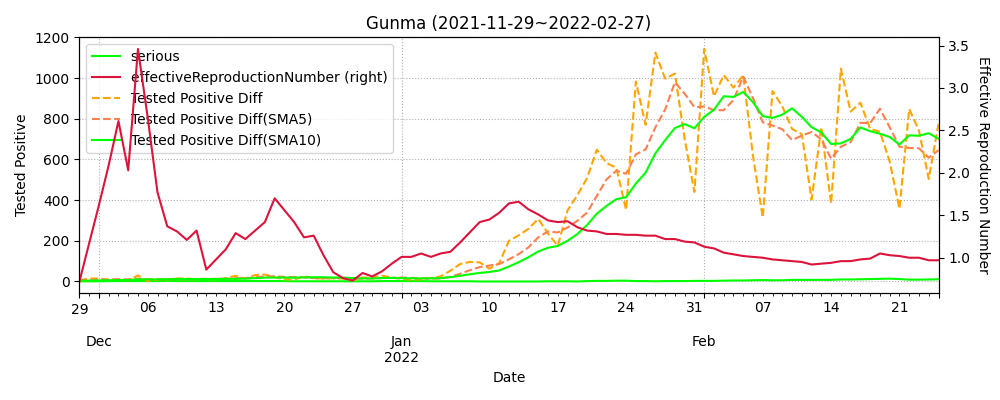 Gunma (2021-11-29~2022-02-27)
serious
effectiveReproductionNumber (right)
Tested Positive Diff
Tested Positive Diff(SMA5)
Tested Positive Diff(SMA10)
Tested Positive
1200
1000
800
600
400
200
0
3.5
3.0
2.5
2.0
1.5
1.0
Effective Reproduction Number
29 06 13 20 27 03 10 17 24 31 07 14 21
Dec Jan Feb
2022
Date